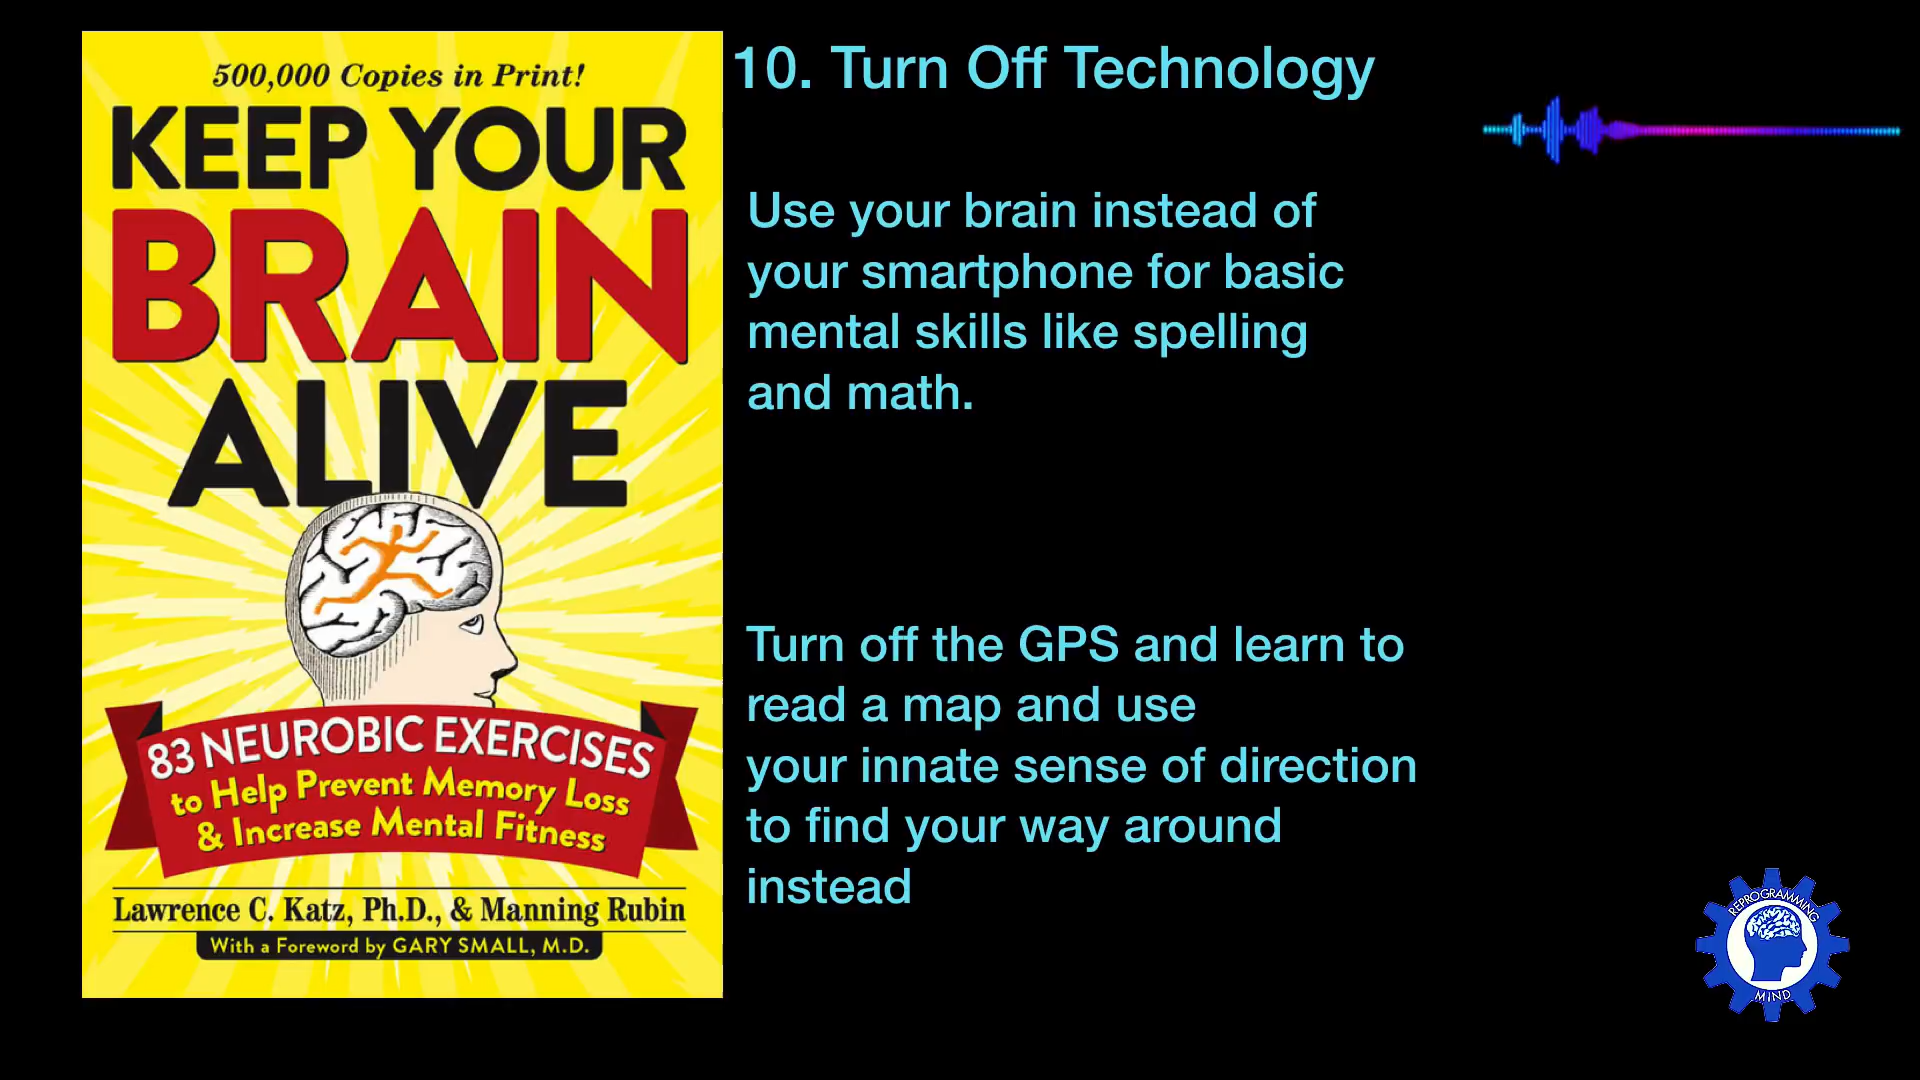 500,000 Copies in Print!
KEEP YOUR
BRAIN
ALIVE
83 NEUROBIC EXERCISES
to Help Prevent Memory Loss
& Increase Mental Fitness
Lawrence C. Katz, Ph.D., & Manning Rubin
With a Foreword by GARY SMALL, M.D.
10. Turn Off Technology
Use your brain instead of
your smartphone for basic
mental skills like spelling
and math.
Turn off the GPS and learn to
read a map and use
your innate sense of direction
to find your way around
instead
REPROGRAMMING
MIND